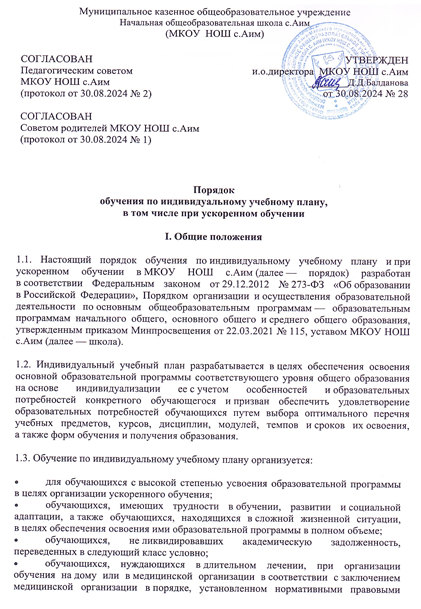 Муниципальное казенное общеобразовательное учреждение
Начальная общеобразовательная школа с.Аим
(МКОУ НОШ с.Аим)
СОГЛАСОВАН УТВЕРЖДЕН
Педагогическим советом и.о.директора МКОУ НОШ с.Аим
МКОУ НОШ с.Аим Д.Д.Балданова
(протокол от 30.08.2024 № 2) от 30.08.2024 № 28
СОГЛАСОВАН
Советом родителей МКОУ НОШ с.Аим
(протокол от 30.08.2024 № 1)
Порядок
обучения по индивидуальному учебному плану,
в том числе при ускоренном обучении
I. Общие положения
1.1. Настоящий порядок обучения по индивидуальному учебному плану и при
ускоренном обучении в МКОУ НОШ с.Аим (далее — порядок) разработан
в соответствии Федеральным законом от 29.12.2012 № 273-ФЗ «Об образовании
в Российской Федерации», Порядком организации и осуществления образовательной
деятельности по основным общеобразовательным программам — образовательным
программам начального общего, основного общего и среднего общего образования,
утвержденным приказом Минпросвещения от 22.03.2021 № 115, уставом МКОУ НОШ
с.Аим (далее — школа).
1.2. Индивидуальный учебный план разрабатывается в целях обеспечения освоения
основной образовательной программы соответствующего уровня общего образования
на основе индивидуализации ее с учетом особенностей и образовательных
потребностей конкретного обучающегося и призван обеспечить удовлетворение
образовательных потребностей обучающихся путем выбора оптимального перечня
учебных предметов, курсов, дисциплин, модулей, темпов и сроков их освоения,
а также форм обучения и получения образования.
1.3. Обучение по индивидуальному учебному плану организуется:
• для обучающихся с высокой степенью усвоения образовательной программы
в целях организации ускоренного обучения;
• обучающихся, имеющих трудности в обучении, развитии и социальной
адаптации, а также обучающихся, находящихся в сложной жизненной ситуации,
в целях обеспечения освоения ими образовательной программы в полном объеме;
• обучающихся, не ликвидировавших академическую задолженность,
переведенных в следующий класс условно;
• обучающихся, нуждающихся в длительном лечении, при организации
обучения на дому или в медицинской организации в соответствии с заключением
медицинской организации в порядке, установленном нормативными правовыми